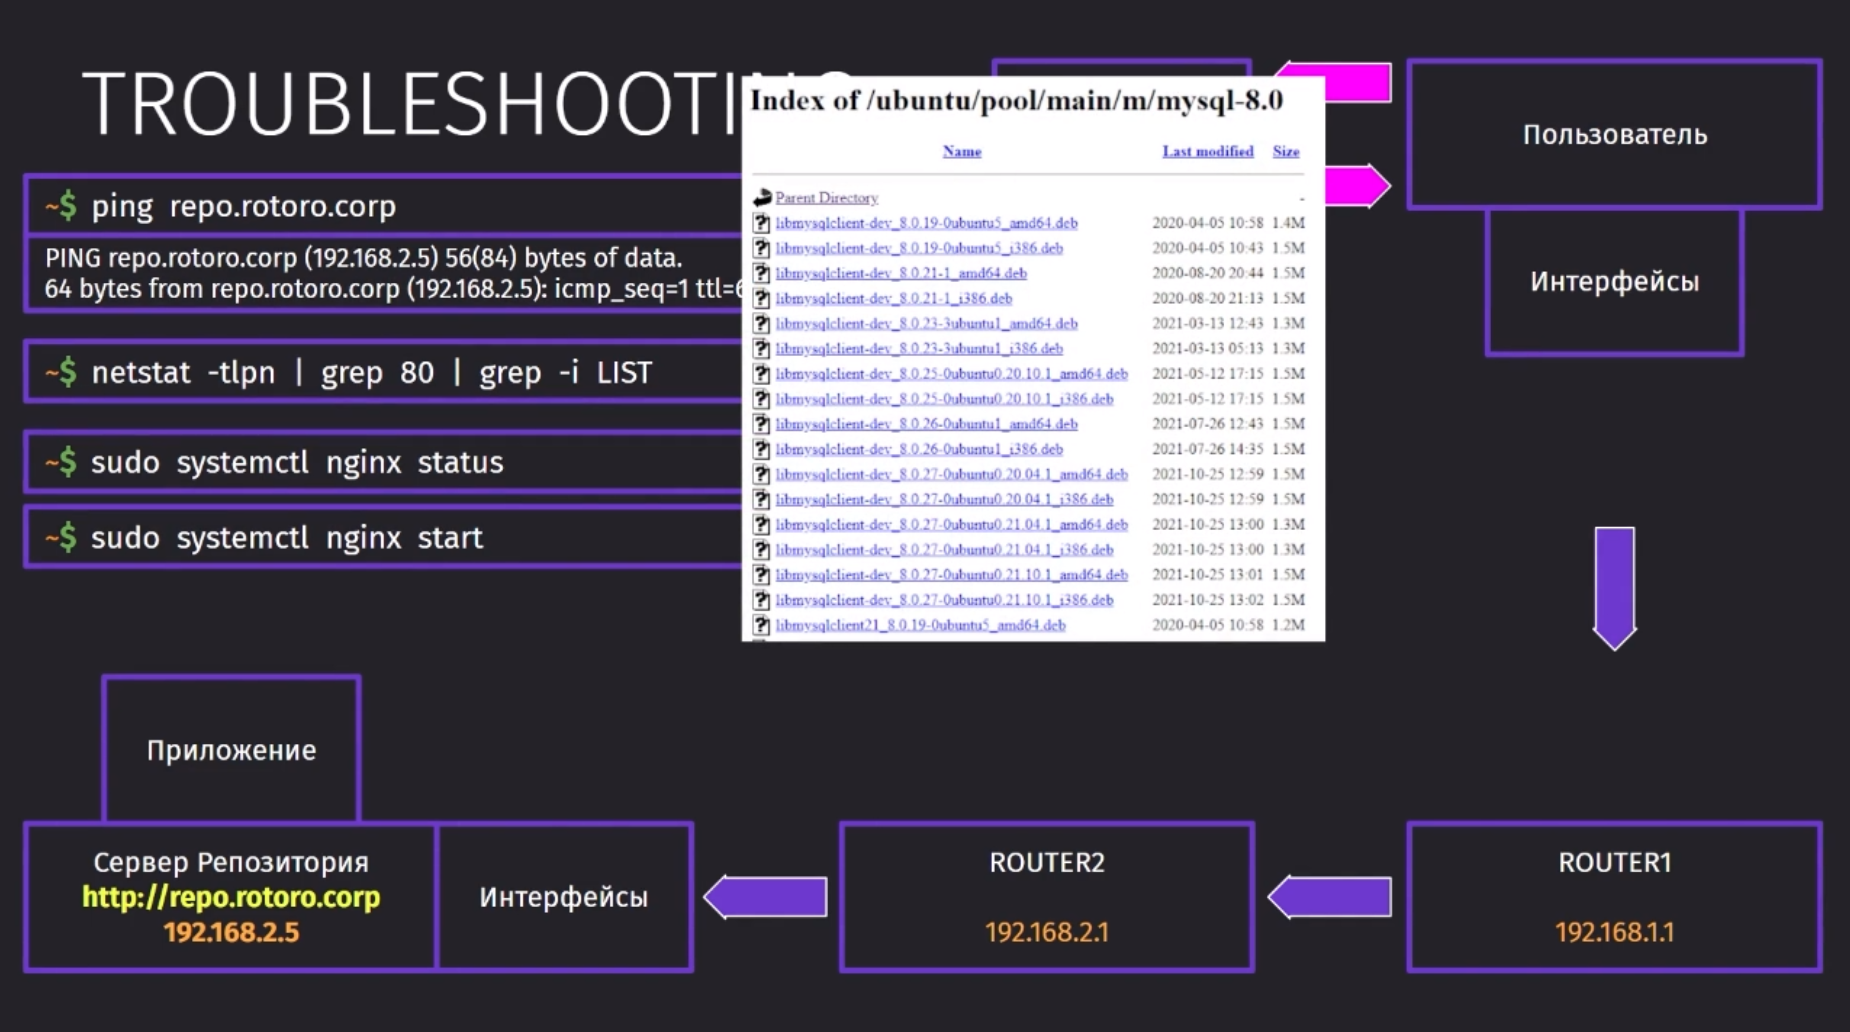 TROUBLESHOOTING
~$ ping repo.rotoro.corp
PING repo.rotoro.corp (192.168.2.5) 56(84) bytes of data.
64 bytes from repo.rotoro.corp (192.168.2.5): icmp_seq=1 ttl=6
~$ netstat -tlpn | grep 80 | grep -i LIST
~$ sudo systemctl nginx status
~$ sudo systemctl nginx start
Index of /ubuntu/pool/main/m/mysql-8.0
Name Last modified Size
Parent Directory -
libmysqlclient-dev_8.0.19-0ubuntu5_amd64.deb 2020-04-05 10:58 1.4M
libmysqlclient-dev_8.0.19-0ubuntu5_i386.deb 2020-04-05 10:43 1.5M
libmysqlclient-dev_8.0.21-1_amd64.deb 2020-08-20 20:44 1.5M
libmysqlclient-dev_8.0.21-1_i386.deb 2020-08-20 21:13 1.5M
libmysqlclient-dev_8.0.23-3ubuntu1_amd64.deb 2021-03-13 12:43 1.3M
libmysqlclient-dev_8.0.23-3ubuntu1_i386.deb 2021-03-13 05:13 1.3M
libmysqlclient-dev_8.0.25-0ubuntu0.20.10.1_amd64.deb 2021-05-12 17:15 1.5M
libmysqlclient-dev_8.0.25-0ubuntu0.20.10.1_i386.deb 2021-05-12 17:15 1.5M
libmysqlclient-dev_8.0.26-0ubuntu1_amd64.deb 2021-07-26 12:43 1.5M
libmysqlclient-dev_8.0.26-0ubuntu1_i386.deb 2021-07-26 14:35 1.5M
libmysqlclient-dev_8.0.27-0ubuntu0.20.04.1_amd64.deb 2021-10-25 12:59 1.5M
libmysqlclient-dev_8.0.27-0ubuntu0.20.04.1_i386.deb 2021-10-25 12:59 1.5M
libmysqlclient-dev_8.0.27-0ubuntu0.21.04.1_amd64.deb 2021-10-25 13:00 1.3M
libmysqlclient-dev_8.0.27-0ubuntu0.21.04.1_i386.deb 2021-10-25 13:00 1.3M
libmysqlclient-dev_8.0.27-0ubuntu0.21.10.1_amd64.deb 2021-10-25 13:01 1.5M
libmysqlclient-dev_8.0.27-0ubuntu0.21.10.1_i386.deb 2021-10-25 13:02 1.5M
libmysqlclient21_8.0.19-0ubuntu5_amd64.deb 2020-04-05 10:58 1.2M
Пользователь
Интерфейсы
Приложение
Сервер Репозитория
http://repo.rotoro.corp
192.168.2.5
Интерфейсы
ROUTER2
192.168.2.1
ROUTER1
192.168.1.1